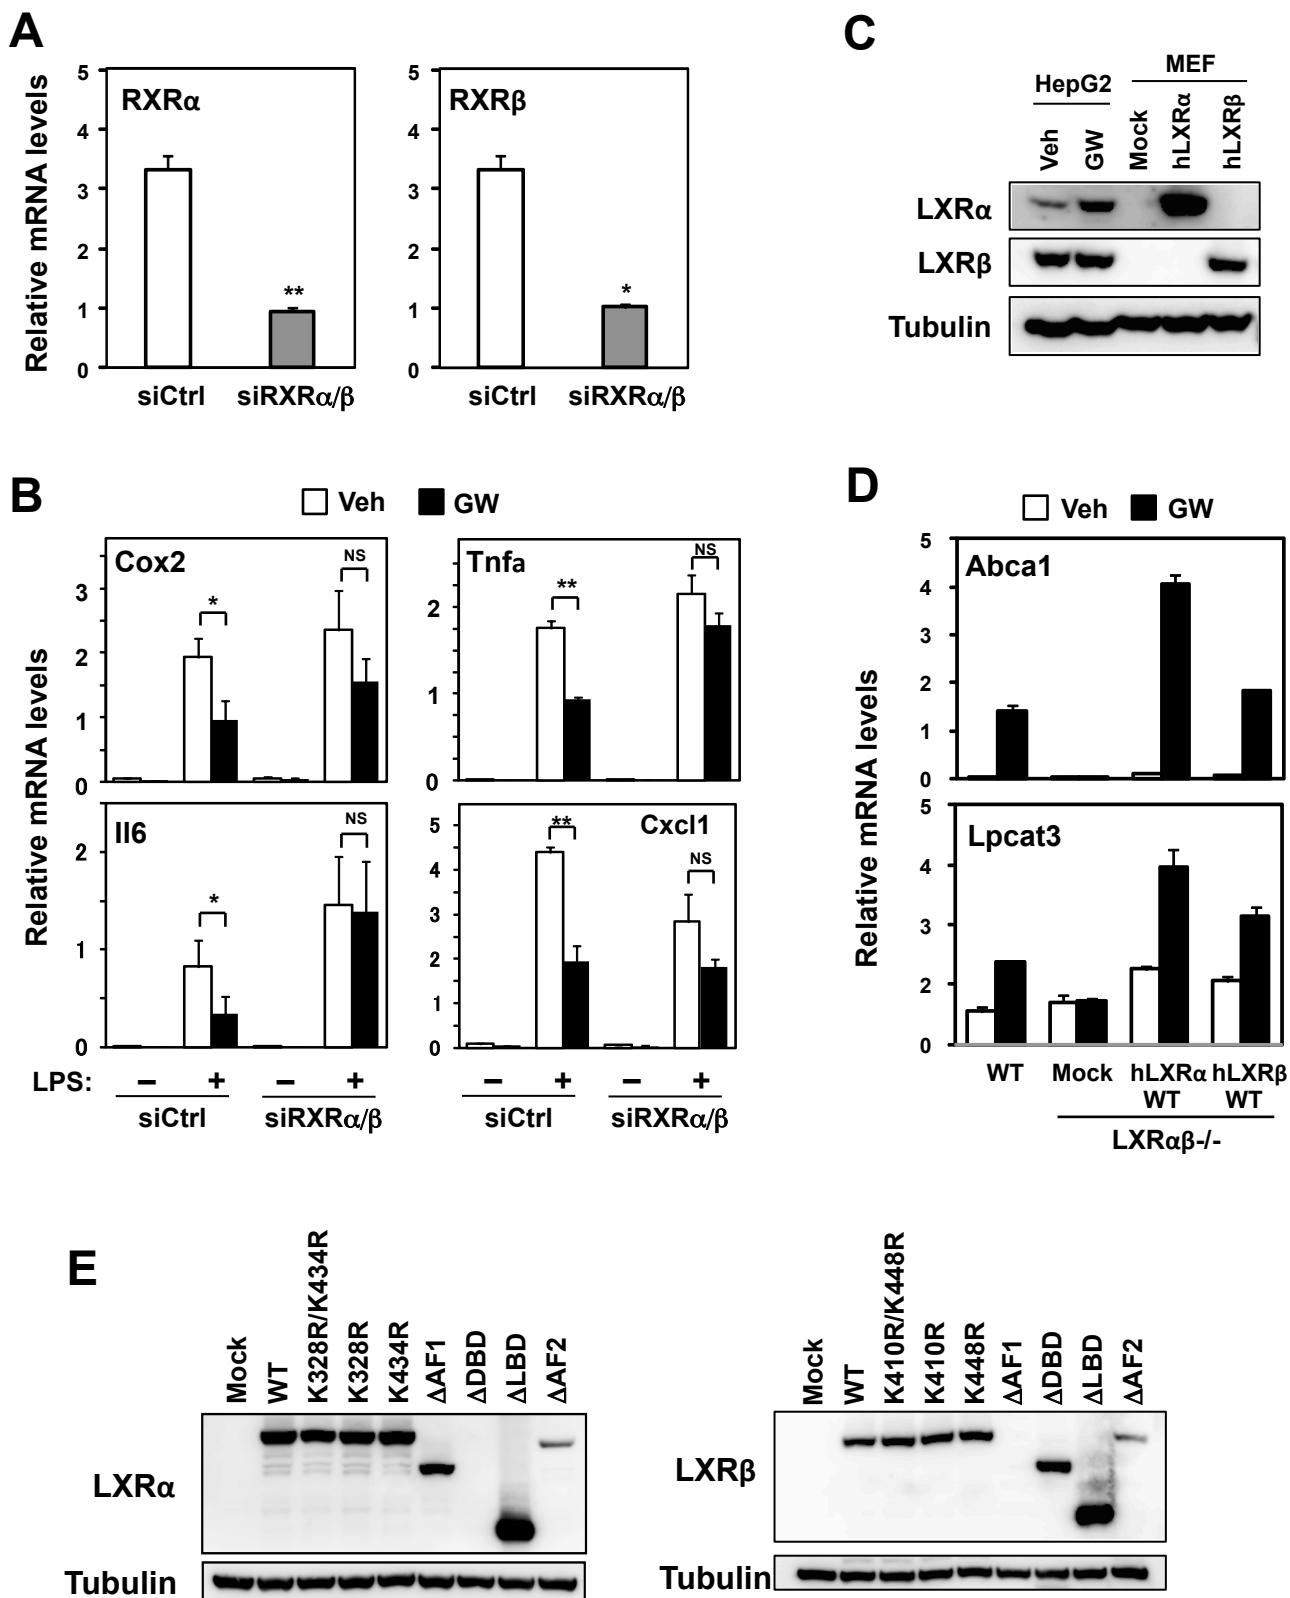 A
Relative mRNA levels
5
4
3
2
1
0
RXRα
**
siCtrl siRXRα/β
5
4
3
2
1
0
RXRβ
*
siCtrl siRXRα/β
C
HepG2 MEF
Veh GW Mock hLXRα hLXRβ
LXRα
LXRβ
Tubulin
B
Veh GW
Relative mRNA levels
Cox2
3
2
1
0
* NS
Tnfa
2
1
0
** NS
Il6
2
1
0
* NS
Cxcl1
5
4
3
2
1
0
** NS
LPS: − + − + − + − +
siCtrl siRXRα/β siCtrl siRXRα/β
D
Veh GW
Relative mRNA levels
Abca1
5
4
3
2
1
0
Lpcat3
5
4
3
2
0
WT Mock hLXRα hLXRβ
WT WT
LXRαβ-/-
E
Mock WT K328R/K434R K328R K434R ΔAF1 ΔDBD ΔLBD ΔAF2
LXRα
Tubulin
Mock WT K410R/K448R K410R K448R ΔAF1 ΔDBD ΔLBD ΔAF2
LXRβ
Tubulin